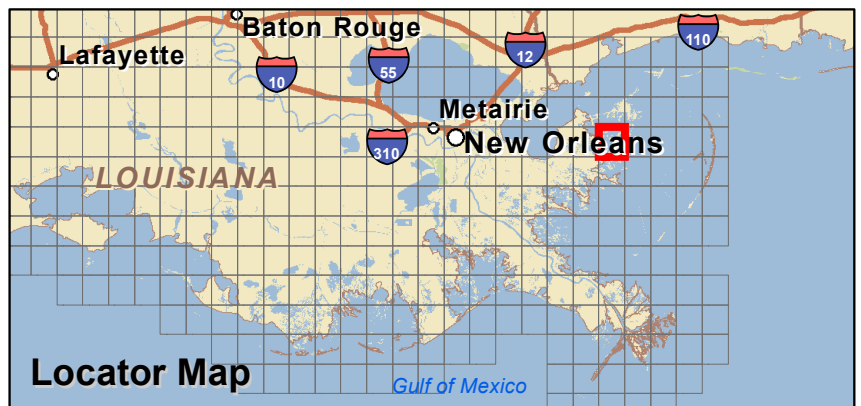 Baton Rouge
Lafayette
10
55
12
110
Metairie
310
New Orleans
LOUISIANA
Locator Map
Gulf of Mexico